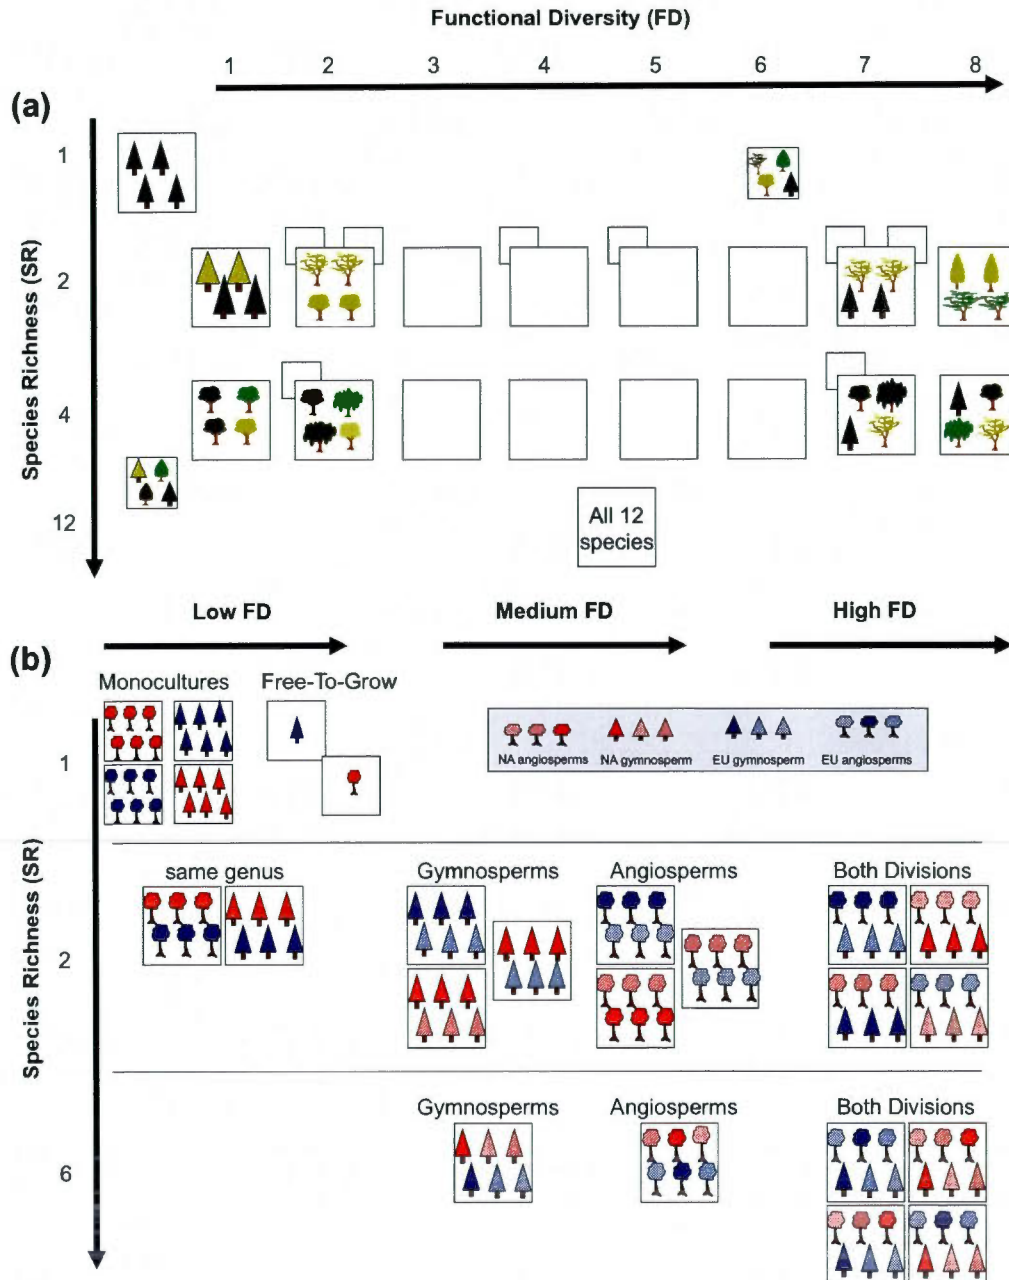 Functional Diversity (FD)
1 2 3 4 5 6 7 8
(a)
Species Richness (SR)
1
2
4
12
All 12
species
Low FD Medium FD High FD
(b)
Species Richness (SR)
Monocultures Free-To-Grow
1
NA angiosperms NA gymnosperm EU gymnosperm EU angiosperms
same genus Gymnosperms Angiosperms Both Divisions
2
Gymnosperms Angiosperms Both Divisions
6